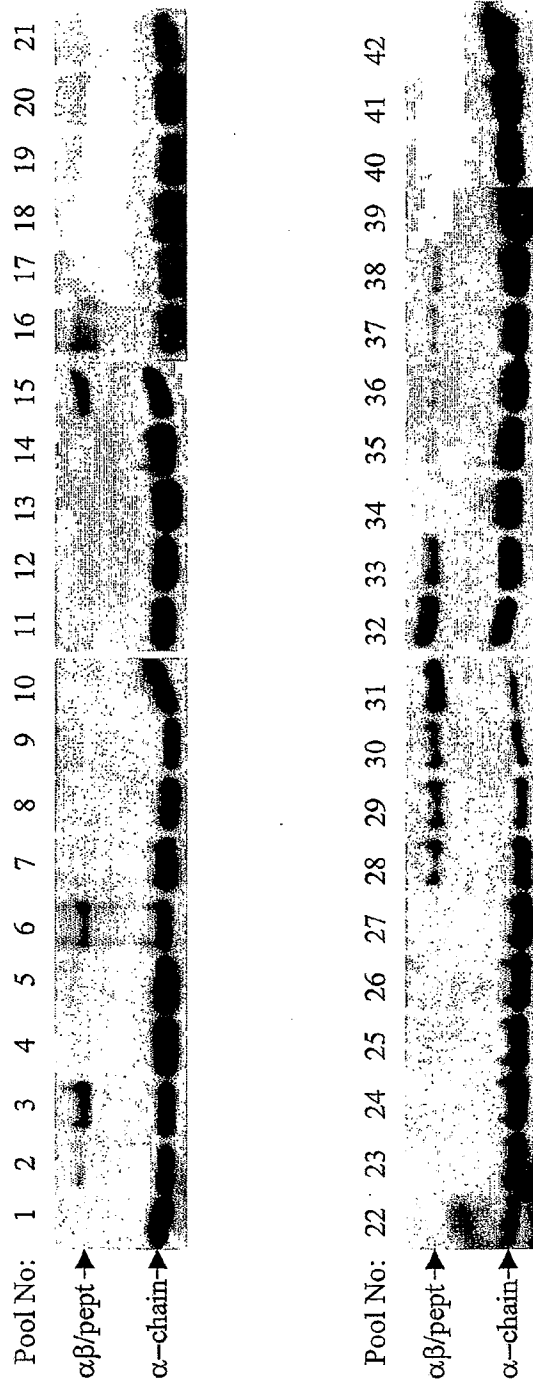 Pool No: 1 2 3 4 5 6 7 8 9 10 11 12 13 14 15 16 17 18 19 20 21
αβ/pept
α–chain
Pool No: 22 23 24 25 26 27 28 29 30 31 32 33 34 35 36 37 38 39 40 41 42
αβ/pept
α–chain